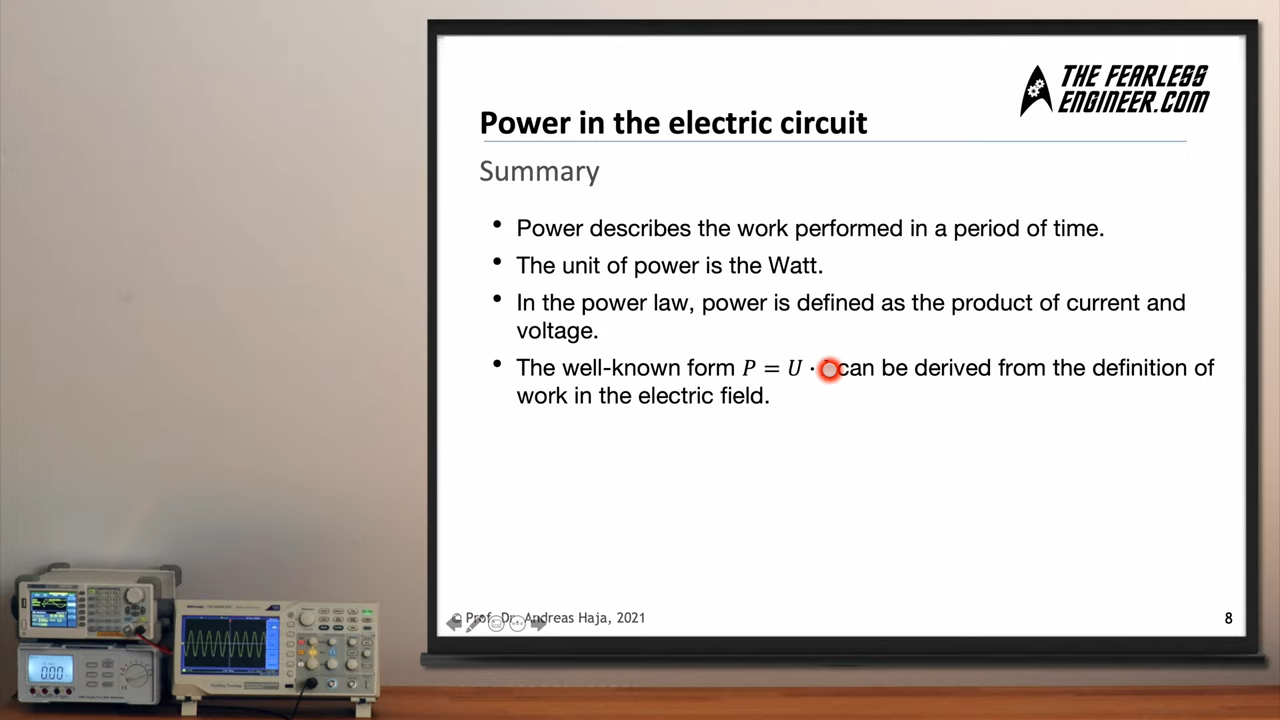 THE FEARLESS
ENGINEER.COM
Power in the electric circuit
Summary
• Power describes the work performed in a period of time.
• The unit of power is the Watt.
• In the power law, power is defined as the product of current and
voltage.
• The well-known form P = U · can be derived from the definition of
work in the electric field.
© Prof. Dr. Andreas Haja, 2021
8
0.00